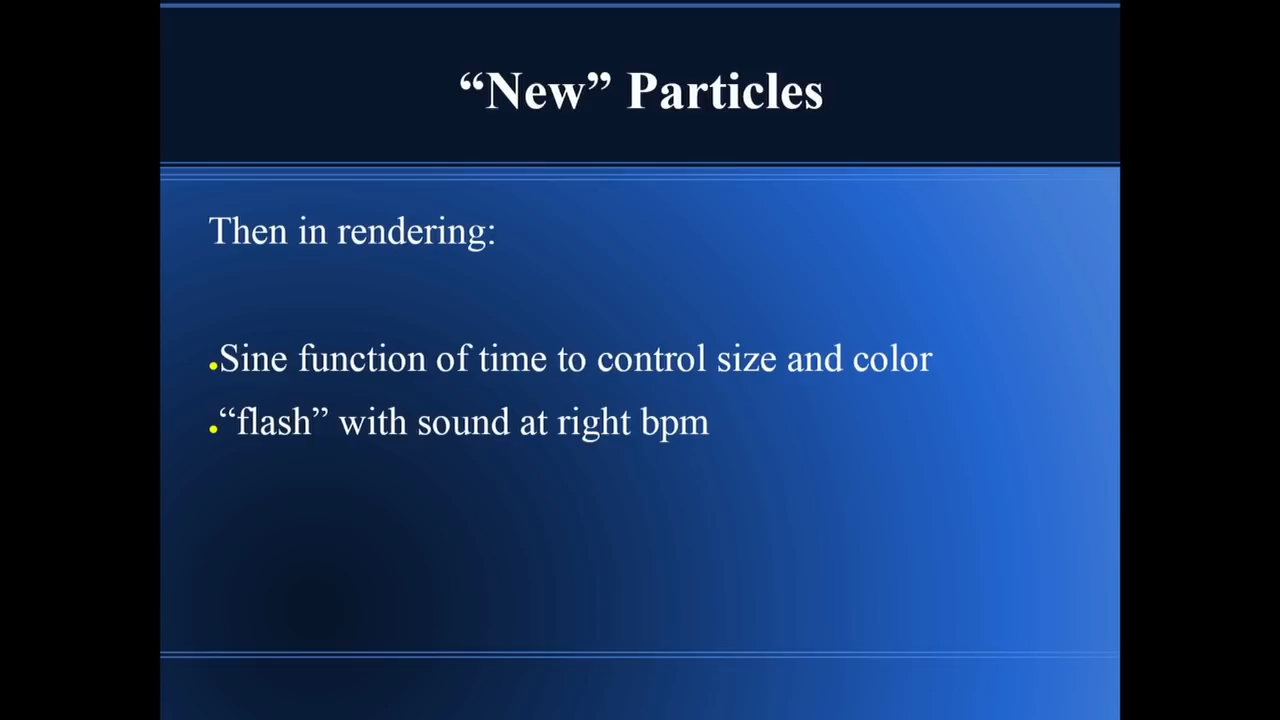 “New” Particles
Then in rendering:
●Sine function of time to control size and color
●“flash” with sound at right bpm